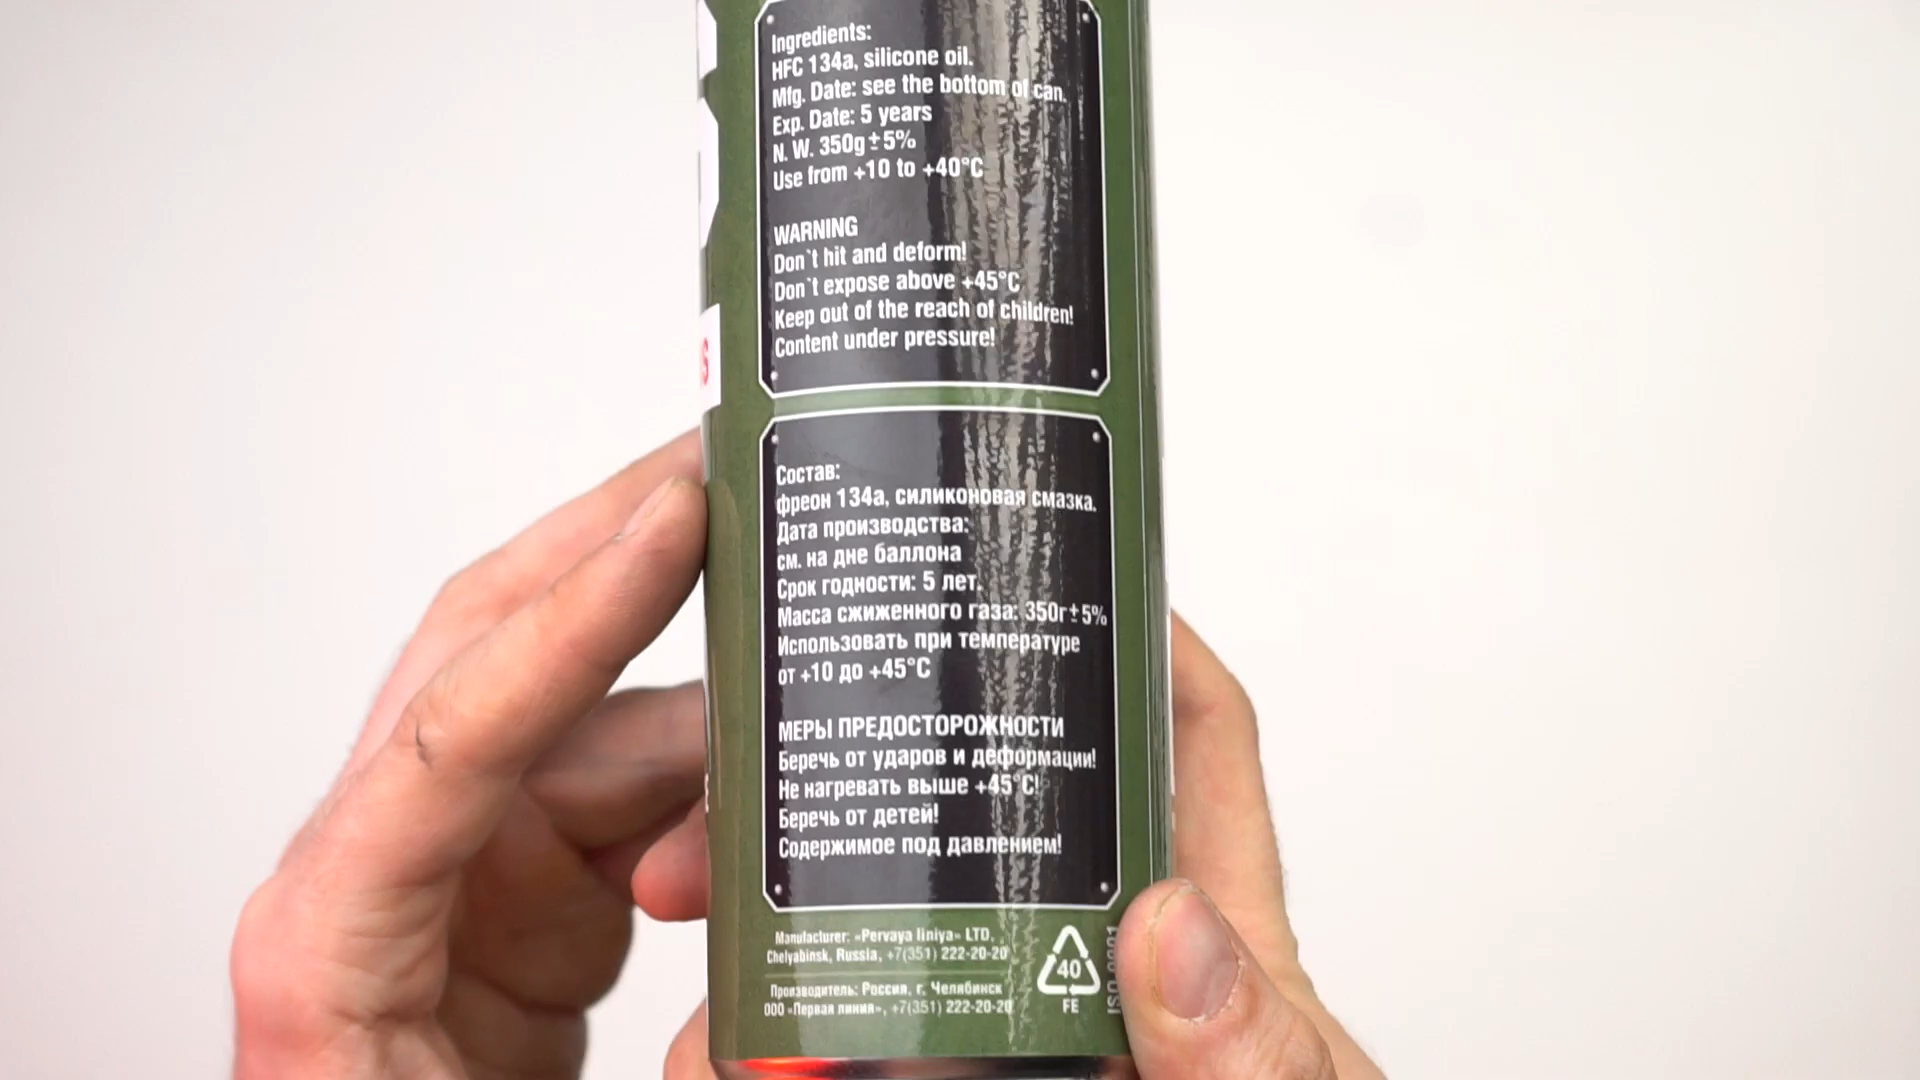 Ingredients:
HFC 134a, silicone oil.
Mfg. Date: see the bottom of can.
Exp. Date: 5 years
N. W. 350g±5%
Use from +10 to +40°C
WARNING
Don`t hit and deform!
Don`t expose above +45°C
Keep out of the reach of children!
Content under pressure!
Состав:
фреон 134а, силиконовая смазка.
Дата производства:
см. на дне баллона
Срок годности: 5 лет.
Масса сжиженного газа: 350г±5%
Использовать при температуре
от +10 до +45°С
МЕРЫ ПРЕДОСТОРОЖНОСТИ
Беречь от ударов и деформации!
Не нагревать выше +45°С!
Беречь от детей!
Содержимое под давлением!
Manufacturer: «Pervaya liniya» LTD,
Chelyabinsk, Russia, +7(351) 222-20-20
Производитель: Россия, г. Челябинск
ООО «Первая линия», +7(351) 222-20-20
40
FE
ISO 9001